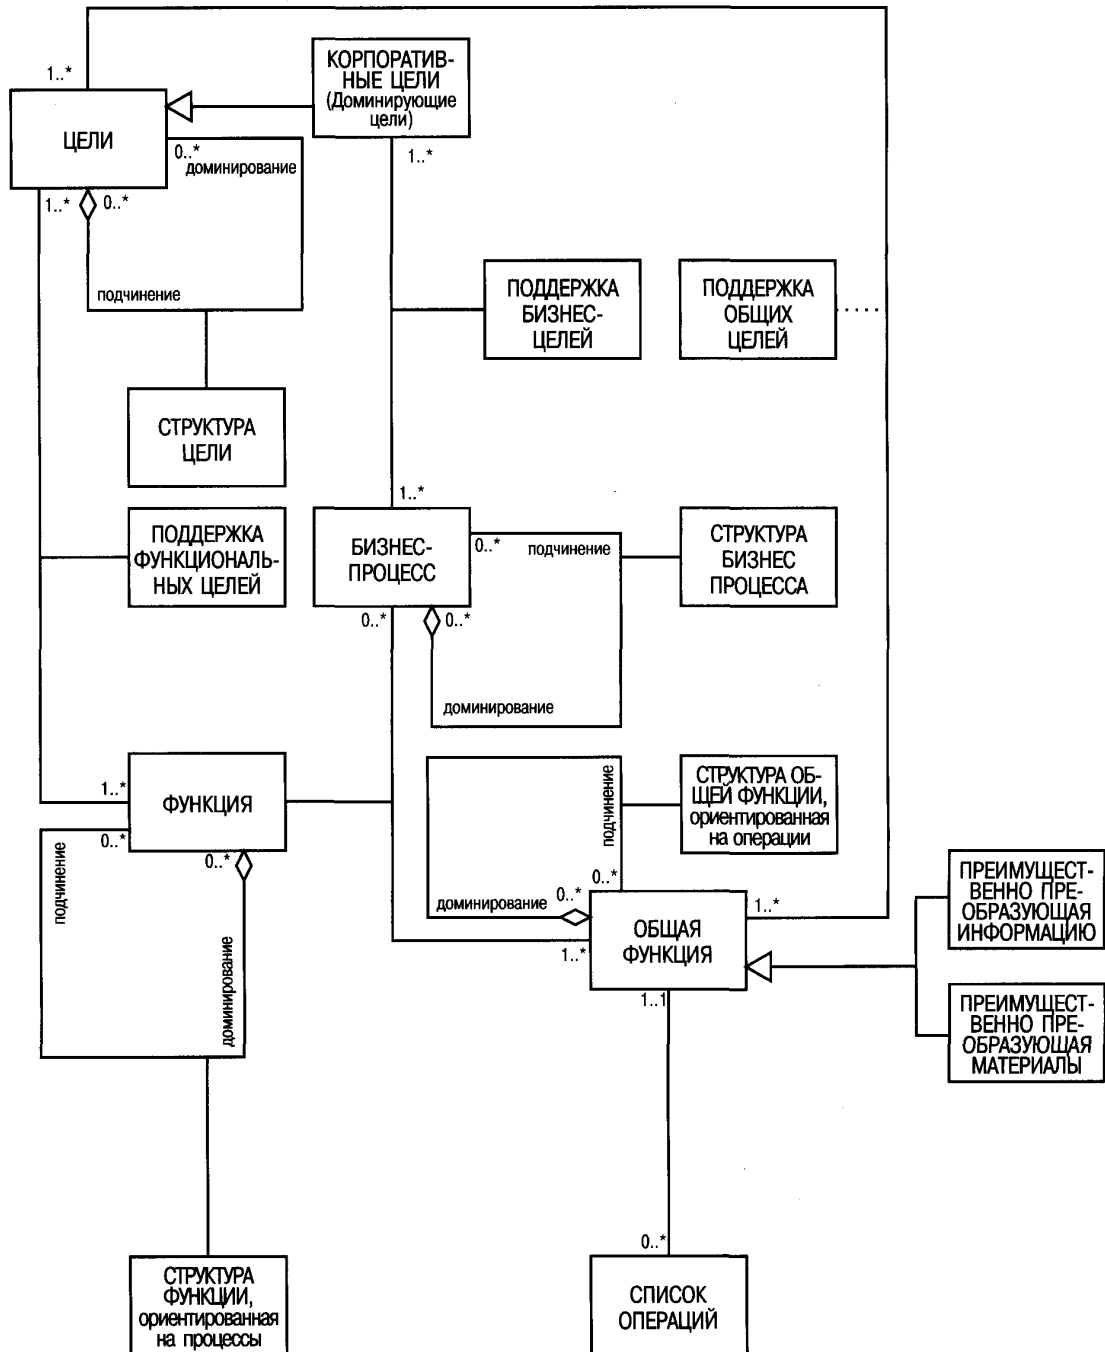 1..*
КОРПОРАТИВ-
НЫЕ ЦЕЛИ
(Доминирующие
цели)
ЦЕЛИ
0..*
доминирование
1..*
1..*
0..*
подчинение
ПОДДЕРЖКА
БИЗНЕС-
ЦЕЛЕЙ
ПОДДЕРЖКА
ОБЩИХ
ЦЕЛЕЙ
СТРУКТУРА
ЦЕЛИ
1..*
ПОДДЕРЖКА
ФУНКЦИОНАЛЬ-
НЫХ ЦЕЛЕЙ
БИЗНЕС-
ПРОЦЕСС
0..*
подчинение
СТРУКТУРА
БИЗНЕС
ПРОЦЕССА
0..*
0..*
доминирование
1..*
ФУНКЦИЯ
0..*
0..*
подчинение
доминирование
подчинение
СТРУКТУРА ОБ-
ЩЕЙ ФУНКЦИИ,
ориентированная
на операции
0..*
0..*
доминирование
ОБЩАЯ
ФУНКЦИЯ
1..*
1..*
1..1
ПРЕИМУЩЕСТ-
ВЕННО ПРЕ-
ОБРАЗУЮЩАЯ
ИНФОРМАЦИЮ
ПРЕИМУЩЕСТ-
ВЕННО ПРЕ-
ОБРАЗУЮЩАЯ
МАТЕРИАЛЫ
0..*
СТРУКТУРА
ФУНКЦИИ,
ориентированная
на процессы
СПИСОК
ОПЕРАЦИЙ